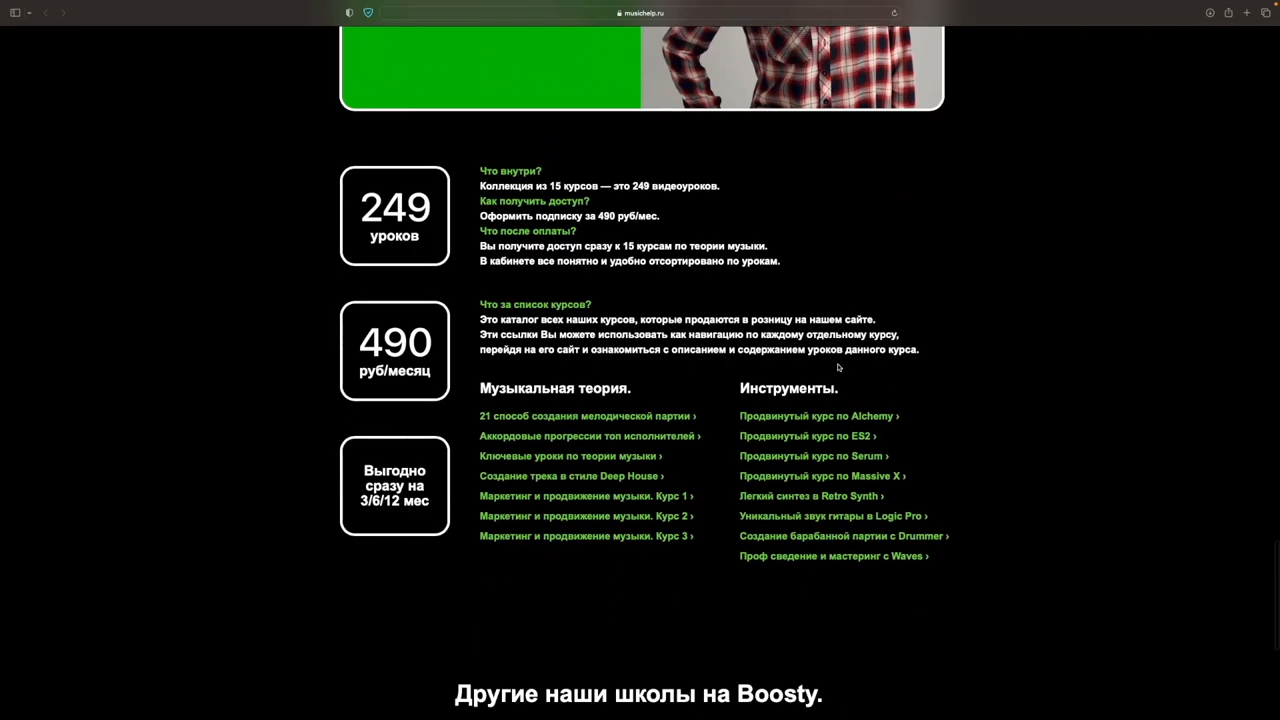 musichelp.ru
249
уроков
Что внутри?
Коллекция из 15 курсов — это 249 видеоуроков.
Как получить доступ?
Оформить подписку за 490 руб/мес.
Что после оплаты?
Вы получите доступ сразу к 15 курсам по теории музыки.
В кабинете все понятно и удобно отсортировано по урокам.
490
руб/месяц
Что за список курсов?
Это каталог всех наших курсов, которые продаются в розницу на нашем сайте.
Эти ссылки Вы можете использовать как навигацию по каждому отдельному курсу,
перейдя на его сайт и ознакомиться с описанием и содержанием уроков данного курса.
Выгодно
сразу на
3/6/12 мес
Музыкальная теория.
21 способ создания мелодической партии ›
Аккордовые прогрессии топ исполнителей ›
Ключевые уроки по теории музыки ›
Создание трека в стиле Deep House ›
Маркетинг и продвижение музыки. Курс 1 ›
Маркетинг и продвижение музыки. Курс 2 ›
Маркетинг и продвижение музыки. Курс 3 ›
Инструменты.
Продвинутый курс по Alchemy ›
Продвинутый курс по ES2 ›
Продвинутый курс по Serum ›
Продвинутый курс по Massive X ›
Легкий синтез в Retro Synth ›
Уникальный звук гитары в Logic Pro ›
Создание барабанной партии с Drummer ›
Проф сведение и мастеринг с Waves ›
Другие наши школы на Boosty.